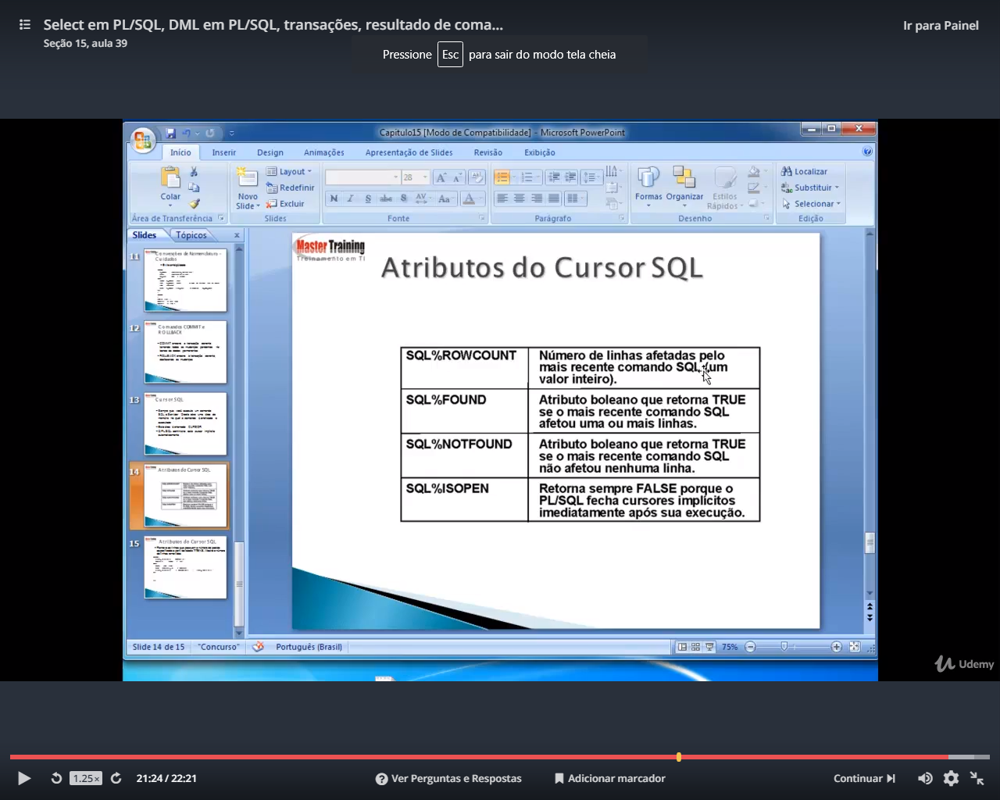 Select em PL/SQL, DML em PL/SQL, transações, resultado de coma...
Ir para Painel
Seção 15, aula 39
Pressione Esc para sair do modo tela cheia
Capitulo15 [Modo de Compatibilidade] - Microsoft PowerPoint
Início Inserir Design Animações Apresentação de Slides Revisão Exibição
Colar
Novo Slide
Layout
Redefinir
Excluir
28
N I S abc S AV Aa A
Formas Organizar Estilos Rápidos
Localizar
Substituir
Selecionar
Área de Transferência Slides Fonte Parágrafo Desenho Edição
Slides Tópicos x
11
Convenções de Nomenclatura -
Cuidados
12
Comandos COMMIT e
ROLLBACK
13
Cursor SQL
14
Atributos do Cursor SQL
15
Atributos do Cursor SQL
Master Training
Treinamento em TI
Atributos do Cursor SQL
SQL%ROWCOUNT
Número de linhas afetadas pelo
mais recente comando SQL (um
valor inteiro).
SQL%FOUND
Atributo boleano que retorna TRUE
se o mais recente comando SQL
afetou uma ou mais linhas.
SQL%NOTFOUND
Atributo boleano que retorna TRUE
se o mais recente comando SQL
não afetou nenhuma linha.
SQL%ISOPEN
Retorna sempre FALSE porque o
PL/SQL fecha cursores implícitos
imediatamente após sua execução.
Slide 14 de 15 "Concurso" Português (Brasil) 75%
Udemy
1.25x 21:24 / 22:21 Ver Perguntas e Respostas Adicionar marcador Continuar